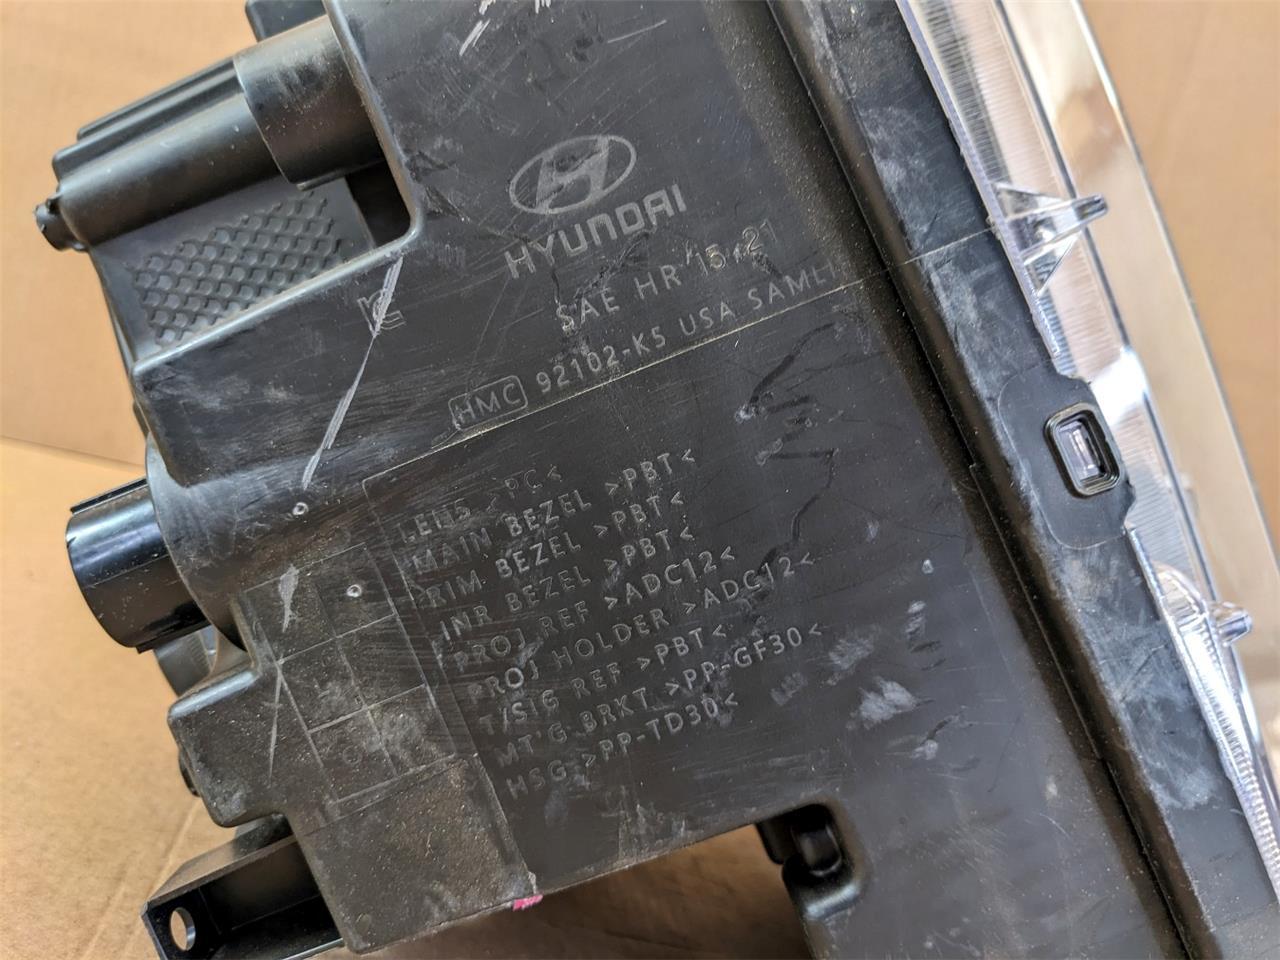 HYUNDAI
SAE HR '15 21
HMC 92102-K5 USA SAMLIP
LENS >PC<
MAIN BEZEL >PBT<
RIM BEZEL >PBT<
INR BEZEL >PBT<
PROJ REF >ADC12<
PROJ HOLDER >ADC12<
T/SIG REF >PBT<
MT'G BRKT >PP-GF30<
HSG >PP-TD30<